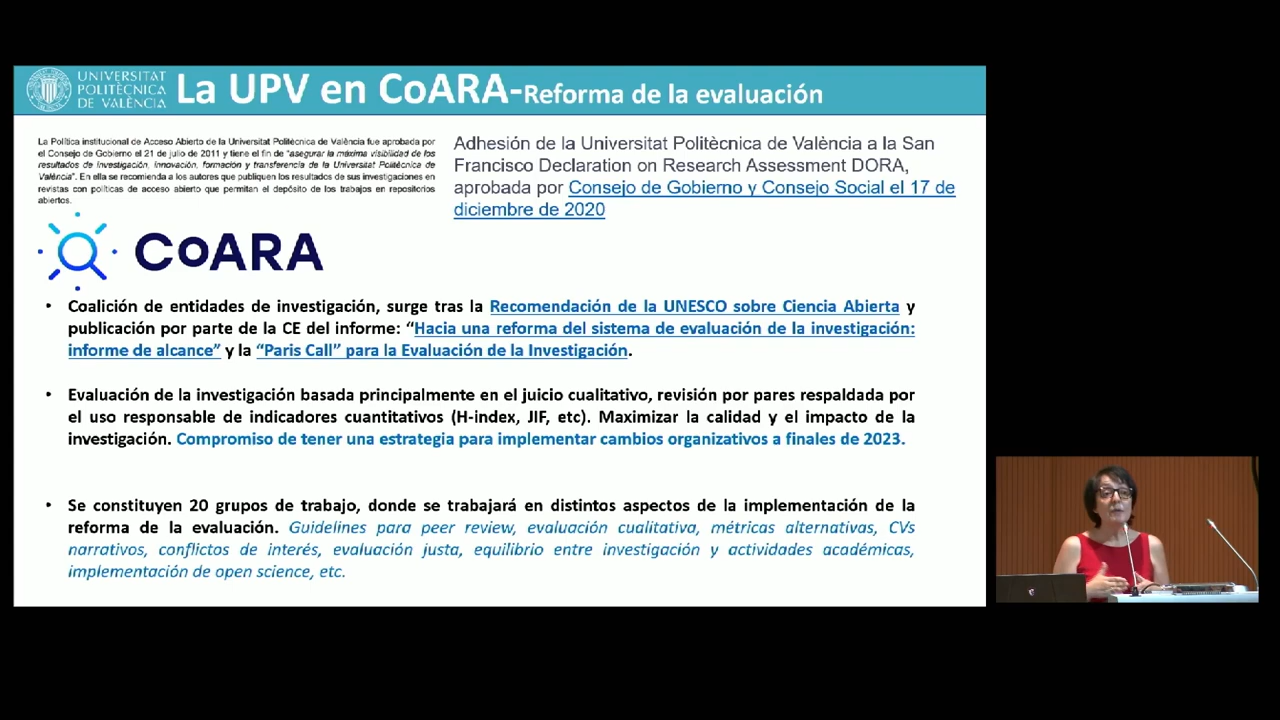 UNIVERSITAT
POLITÈCNICA
DE VALÈNCIA
La UPV en CoARA-Reforma de la evaluación
La Política institucional de Acceso Abierto de la Universitat Politècnica de València fue aprobada por
el Consejo de Gobierno el 21 de julio de 2011 y tiene el fin de "asegurar la máxima visibilidad de los
resultados de investigación, innovación, formación y transferencia de la Universitat Politècnica de
València". En ella se recomienda a los autores que publiquen los resultados de sus investigaciones en
revistas con políticas de acceso abierto que permitan el depósito de los trabajos en repositorios
abiertos.
Adhesión de la Universitat Politècnica de València a la San
Francisco Declaration on Research Assessment DORA,
aprobada por Consejo de Gobierno y Consejo Social el 17 de
diciembre de 2020
CoARA
• Coalición de entidades de investigación, surge tras la Recomendación de la UNESCO sobre Ciencia Abierta y
publicación por parte de la CE del informe: “Hacia una reforma del sistema de evaluación de la investigación:
informe de alcance” y la “Paris Call” para la Evaluación de la Investigación.
• Evaluación de la investigación basada principalmente en el juicio cualitativo, revisión por pares respaldada por
el uso responsable de indicadores cuantitativos (H-index, JIF, etc). Maximizar la calidad y el impacto de la
investigación. Compromiso de tener una estrategia para implementar cambios organizativos a finales de 2023.
• Se constituyen 20 grupos de trabajo, donde se trabajará en distintos aspectos de la implementación de la
reforma de la evaluación. Guidelines para peer review, evaluación cualitativa, métricas alternativas, CVs
narrativos, conflictos de interés, evaluación justa, equilibrio entre investigación y actividades académicas,
implementación de open science, etc.